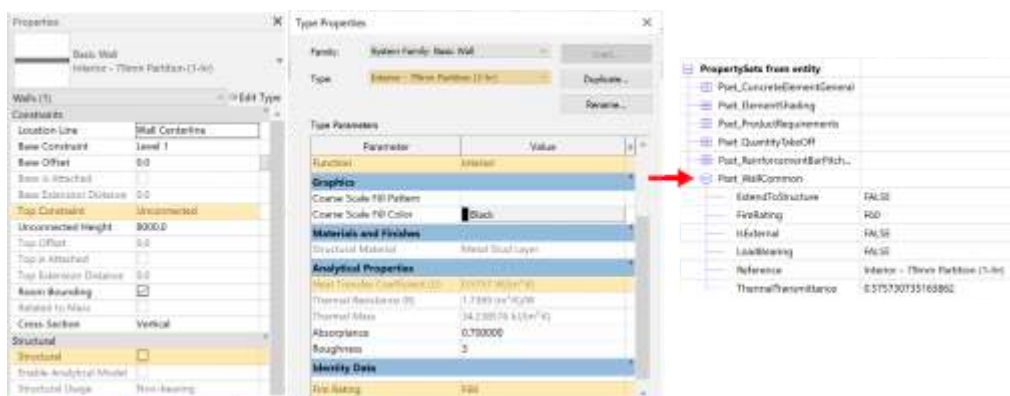 Properties
Basic Wall
Interior - 79mm Partition (1-hr)
Walls (1)
Edit Type
Constraints
Location Line Wall Centerline
Base Constraint Level 1
Base Offset 0.0
Base is Attached
Base Extension Distance 0.0
Top Constraint Unconnected
Unconnected Height 8000.0
Top Offset 0.0
Top is Attached
Top Extension Distance 0.0
Room Bounding
Related to Mass
Cross-Section Vertical
Structural
Structural
Enable Analytical Model
Structural Usage Non-bearing
Type Properties
Family: System Family: Basic Wall
Load...
Type: Interior - 79mm Partition (1-hr)
Duplicate...
Rename...
Type Parameters
Parameter Value
Function Interior
Graphics
Coarse Scale Fill Pattern
Coarse Scale Fill Color Black
Materials and Finishes
Structural Material Metal Stud Layer
Analytical Properties
Heat Transfer Coefficient (U)
Thermal Resistance (R)
Thermal Mass
Absorptance 0.700000
Roughness 3
Identity Data
Fire Rating F60
PropertySets from entity
Pset_ConcreteElementGeneral
Pset_ElementShading
Pset_ProductRequirements
Pset_QuantityTakeOff
Pset_ReinforcementBarPitch...
Pset_WallCommon
ExtendToStructure FALSE
FireRating F60
IsExternal FALSE
LoadBearing FALSE
Reference Interior - 79mm Partition (1-hr)
ThermalTransmittance 0.575730735163862